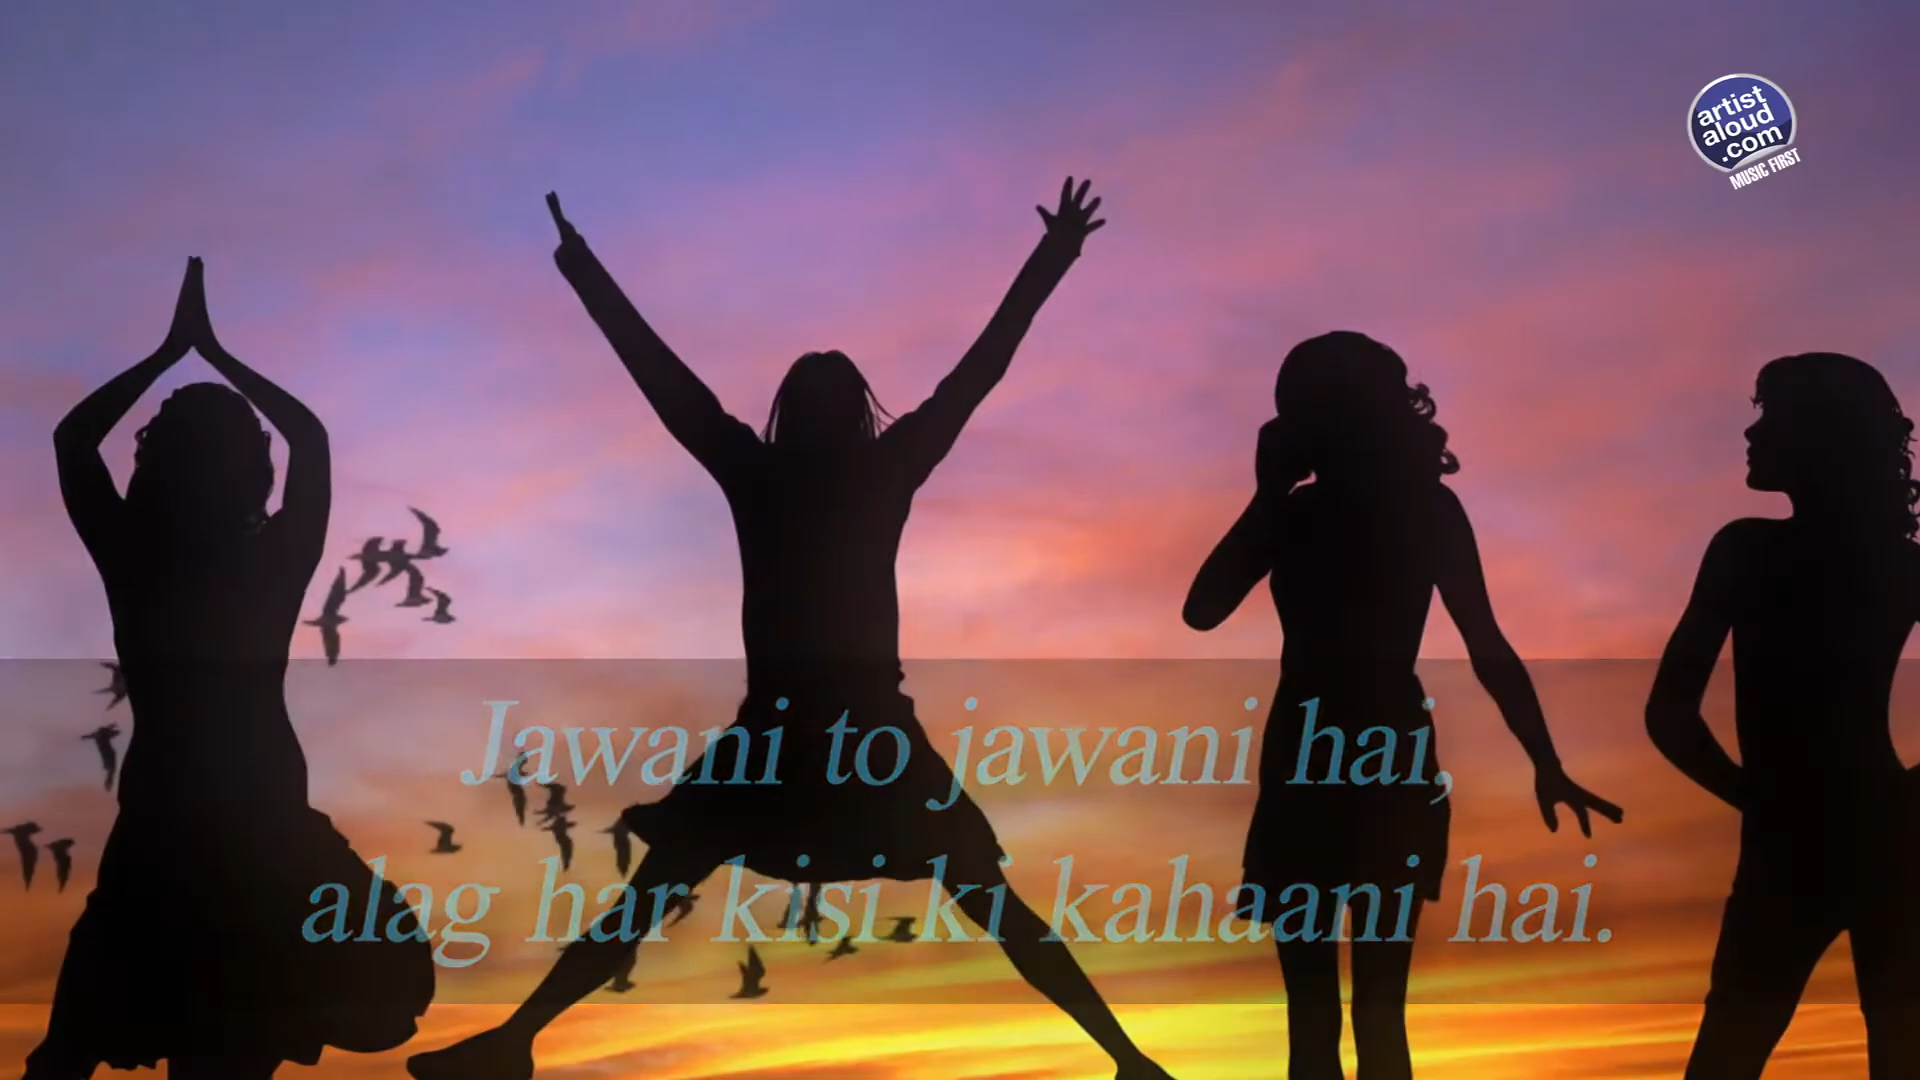 artist
aloud
.com
MUSIC FIRST
Jawani to jawani hai,
alag har kisi ki kahaani hai.